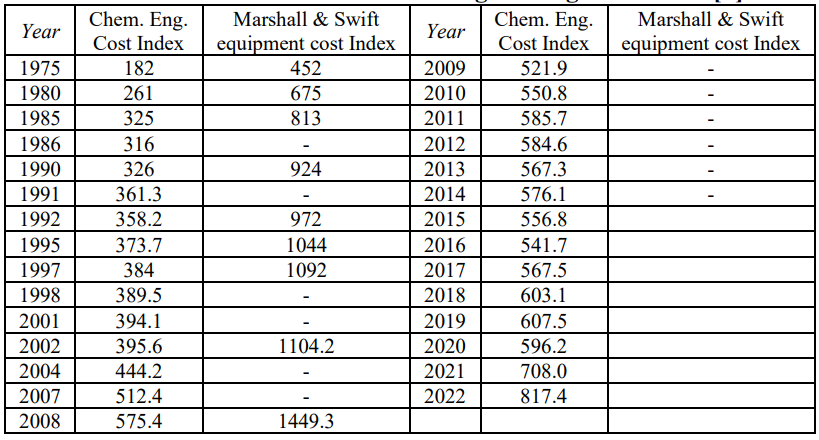 Year Chem. Eng. Cost Index Marshall & Swift equipment cost Index Year Chem. Eng. Cost Index Marshall & Swift equipment cost Index
1975 182 452 2009 521.9 -
1980 261 675 2010 550.8 -
1985 325 813 2011 585.7 -
1986 316 - 2012 584.6 -
1990 326 924 2013 567.3 -
1991 361.3 - 2014 576.1 -
1992 358.2 972 2015 556.8
1995 373.7 1044 2016 541.7
1997 384 1092 2017 567.5
1998 389.5 - 2018 603.1
2001 394.1 - 2019 607.5
2002 395.6 1104.2 2020 596.2
2004 444.2 - 2021 708.0
2007 512.4 - 2022 817.4
2008 575.4 1449.3